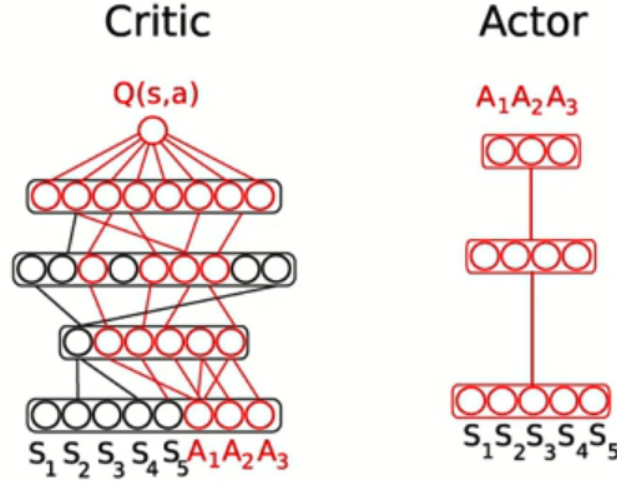 Critic
Actor
Q(s,a)
A₁A₂A₃
S₁ S₂ S₃ S₄ S₅ A₁ A₂ A₃
S₁S₂S₃S₄S₅